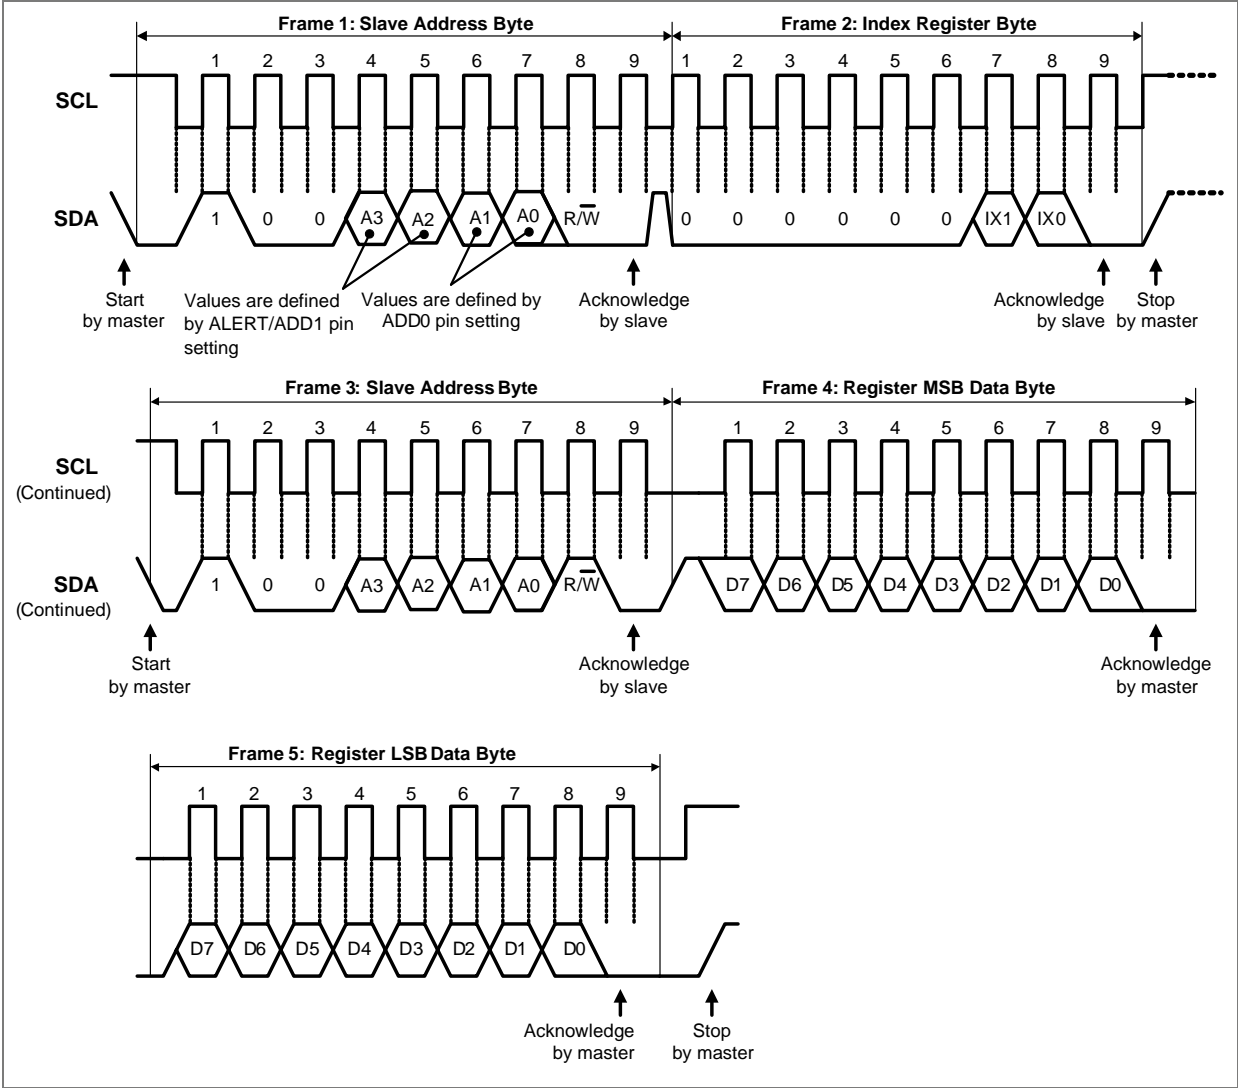 Frame 1: Slave Address Byte
Frame 2: Index Register Byte
1 2 3 4 5 6 7 8 9 1 2 3 4 5 6 7 8 9
SCL
SDA
1 0 0 A3 A2 A1 A0 R/W 0 0 0 0 0 0 IX1 IX0
Start
by master
Values are defined
by ALERT/ADD1 pin
setting
Values are defined by
ADD0 pin setting
Acknowledge
by slave
Acknowledge
by slave
Stop
by master
Frame 3: Slave Address Byte
Frame 4: Register MSB Data Byte
1 2 3 4 5 6 7 8 9 1 2 3 4 5 6 7 8 9
SCL
(Continued)
SDA
(Continued)
1 0 0 A3 A2 A1 A0 R/W D7 D6 D5 D4 D3 D2 D1 D0
Start
by master
Acknowledge
by slave
Acknowledge
by master
Frame 5: Register LSB Data Byte
1 2 3 4 5 6 7 8 9
D7 D6 D5 D4 D3 D2 D1 D0
Acknowledge
by master
Stop
by master